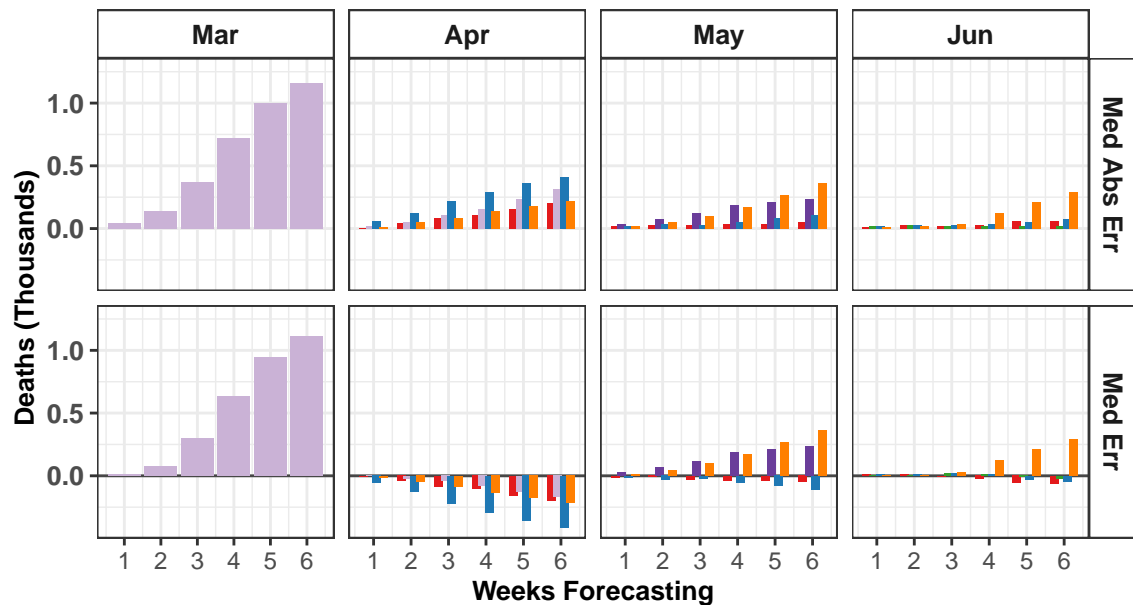 Mar Apr May Jun
Deaths (Thousands)
1.0
0.5
0.0
Med Abs Err
1.0
0.5
0.0
Med Err
1 2 3 4 5 6 1 2 3 4 5 6 1 2 3 4 5 6 1 2 3 4 5 6
Weeks Forecasting